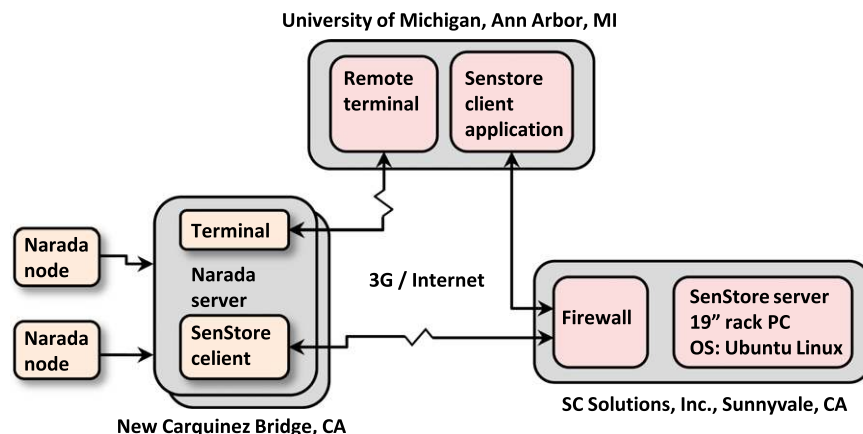 University of Michigan, Ann Arbor, MI
Remote
terminal
Senstore
client
application
Narada
node
Narada
node
Terminal
Narada
server
SenStore
celient
New Carquinez Bridge, CA
3G / Internet
Firewall
SenStore server
19” rack PC
OS: Ubuntu Linux
SC Solutions, Inc., Sunnyvale, CA